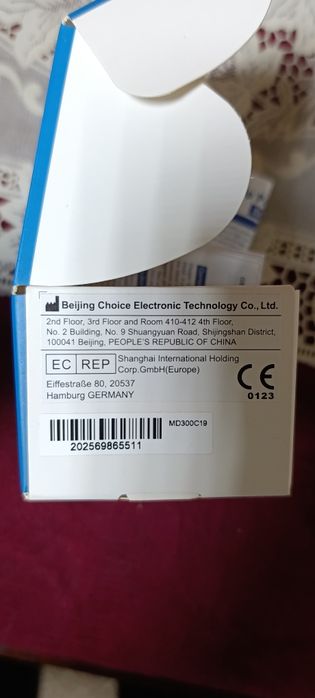 Beijing Choice Electronic Technology Co., Ltd.
2nd Floor, 3rd Floor and Room 410-412 4th Floor,
No. 2 Building, No. 9 Shuangyuan Road, Shijingshan District,
100041 Beijing, PEOPLE'S REPUBLIC OF CHINA
EC REP Shanghai International Holding
Corp.GmbH(Europe)
Eiffestraße 80, 20537
Hamburg GERMANY
CE
0123
MD300C19
202569865511